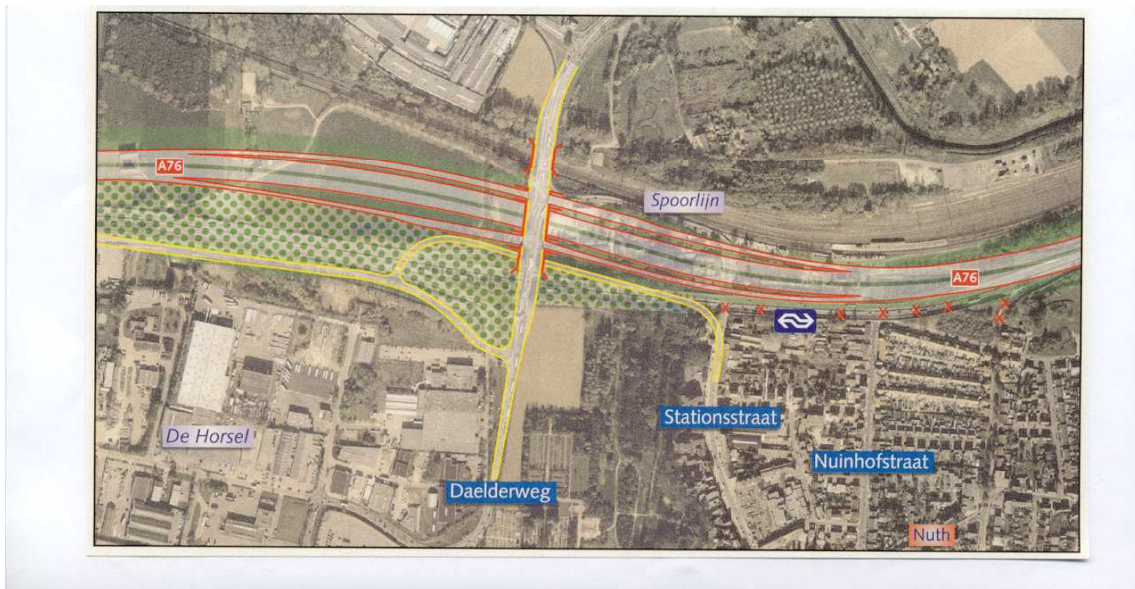 A76
Spoorlijn
A76
Stationsstraat
De Horsel
Nuinhofstraat
Daelderweg
Nuth